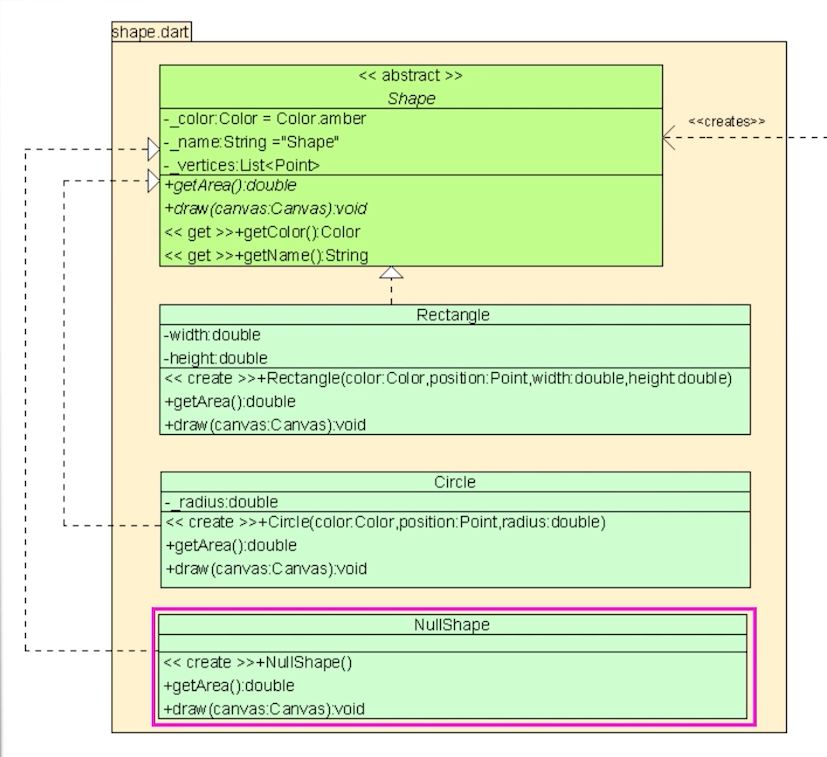 shape.dart
<< abstract >>
Shape
-_color:Color = Color.amber
-_name:String ="Shape"
-_vertices:List<Point>
+getArea():double
+draw(canvas:Canvas):void
<< get >>+getColor():Color
<< get >>+getName():String
<<creates>>
Rectangle
-width:double
-height:double
<< create >>+Rectangle(color:Color,position:Point,width:double,height:double)
+getArea():double
+draw(canvas:Canvas):void
Circle
-_radius:double
<< create >>+Circle(color:Color,position:Point,radius:double)
+getArea():double
+draw(canvas:Canvas):void
NullShape
<< create >>+NullShape()
+getArea():double
+draw(canvas:Canvas):void